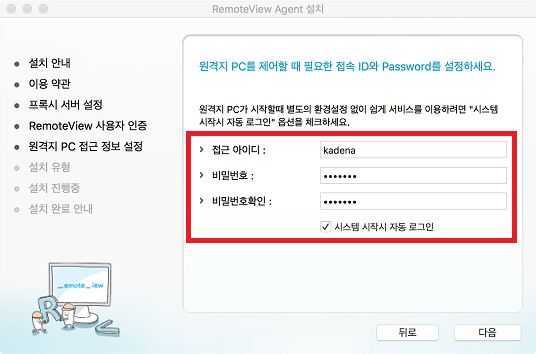 RemoteView Agent 설치
설치 안내
이용 약관
프록시 서버 설정
RemoteView 사용자 인증
원격지 PC 접근 정보 설정
설치 유형
설치 진행중
설치 완료 안내
_emote _iew
R
원격지 PC를 제어할 때 필요한 접속 ID와 Password를 설정하세요.
원격지 PC가 시작할때 별도의 환경설정 없이 쉽게 서비스를 이용하려면 "시스템
시작시 자동 로그인" 옵션을 체크하세요.
접근 아이디 : kadena
비밀번호 : •••••••
비밀번호확인 : •••••••
시스템 시작시 자동 로그인
뒤로 다음